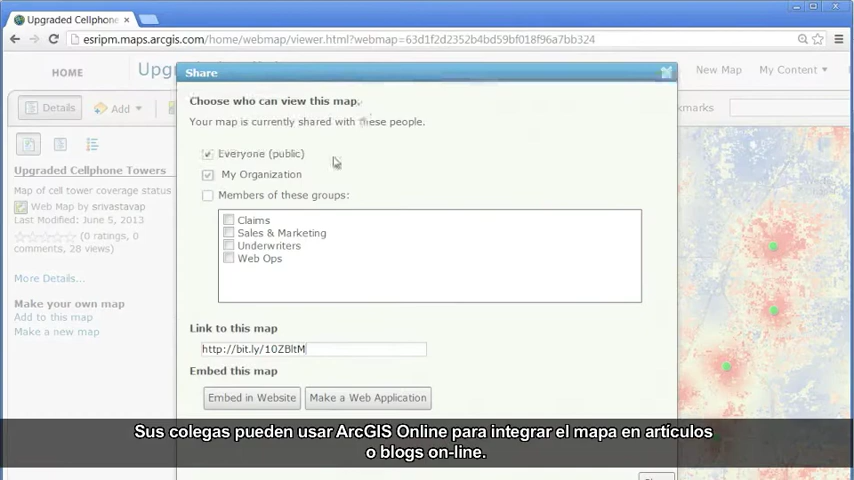 Upgraded Cellphone
esripm.maps.arcgis.com/home/webmap/viewer.html?webmap=63d1f2d2352b4bd59bf018f96a7bb324
HOME
New Map
My Content
Details
Add
Share
Choose who can view this map.
Your map is currently shared with these people.
Everyone (public)
My Organization
Members of these groups:
Claims
Sales & Marketing
Underwriters
Web Ops
Link to this map
http://bit.ly/10ZBltM
Embed this map
Embed in Website
Make a Web Application
Upgraded Cellphone Towers
Map of cell tower coverage status
Web Map by srivastavap
Last Modified: June 5, 2013
(0 ratings, 0
comments, 28 views)
More Details...
Make your own map
Add to this map
Make a new map
Sus colegas pueden usar ArcGIS Online para integrar el mapa en artículos
o blogs on-line.